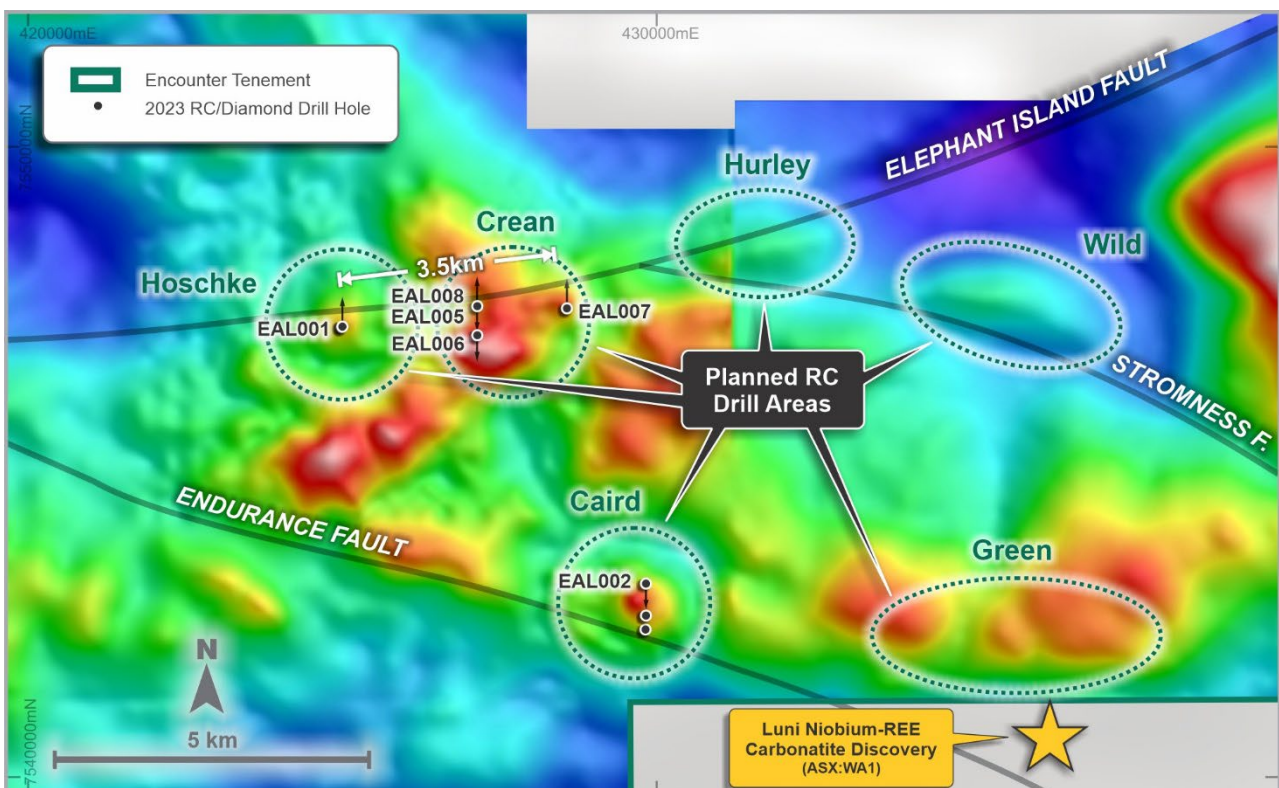 420000mE
430000mE
Encounter Tenement
2023 RC/Diamond Drill Hole
7550000mN
ELEPHANT ISLAND FAULT
Hurley
Crean
Wild
Hoschke
3.5km
EAL008
EAL001
EAL005
EAL007
EAL006
Planned RC
Drill Areas
STROMNESS F.
Caird
ENDURANCE FAULT
Green
EAL002
N
5 km
7540000mN
Luni Niobium-REE
Carbonatite Discovery
(ASX:WA1)